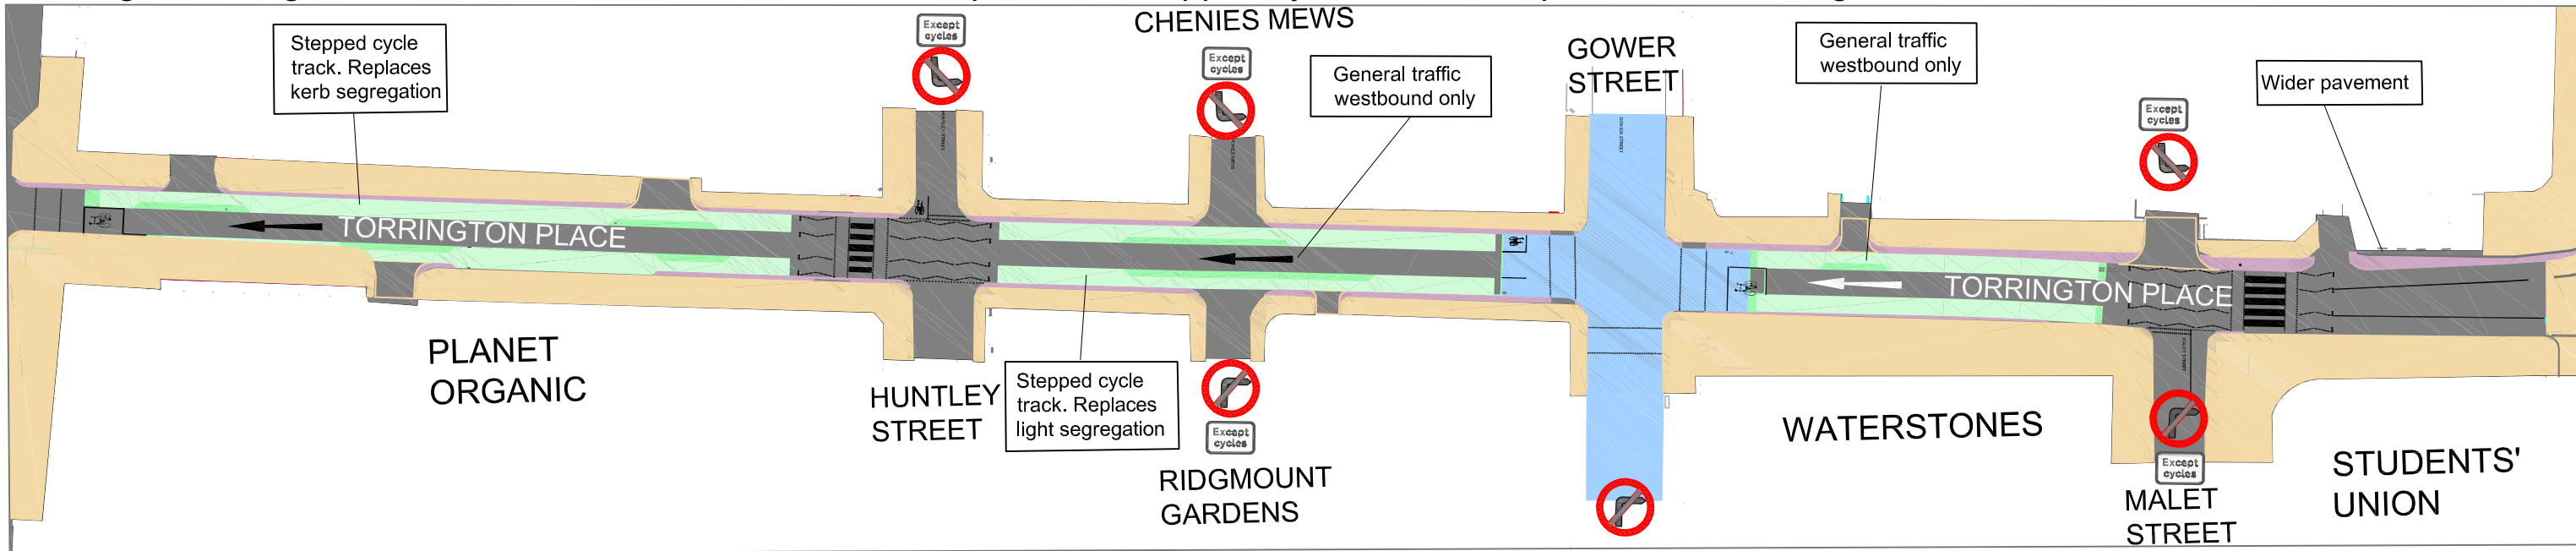 CHENIES MEWS
Except
cycles
Except
cycles
Stepped cycle
track. Replaces
kerb segregation
General traffic
westbound only
GOWER
STREET
General traffic
westbound only
Wider pavement
Except
cycles
TORRINGTON PLACE
TORRINGTON PLACE
PLANET
ORGANIC
HUNTLEY
STREET
Stepped cycle
track. Replaces
light segregation
Except
cycles
RIDGMOUNT
GARDENS
WATERSTONES
Except
cycles
MALET
STREET
STUDENTS'
UNION